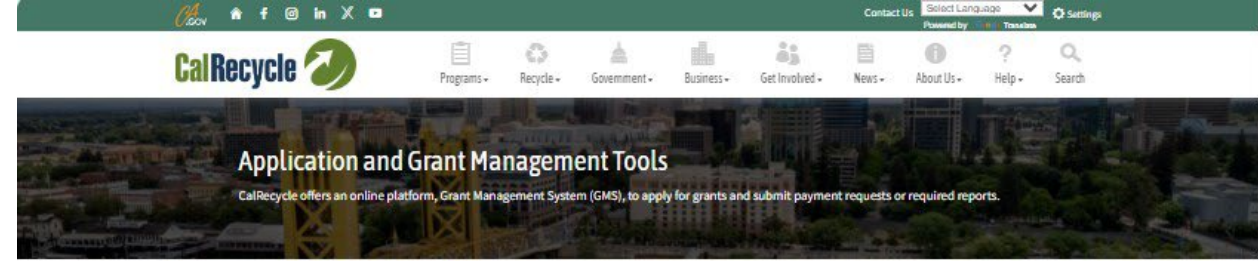 CA.GOV
Contact Us Select Language Settings
Powered by Translate
CalRecycle
Programs Recycle Government Business Get Involved News About Us Help Search
Application and Grant Management Tools
CalRecycle offers an online platform, Grant Management System (GMS), to apply for grants and submit payment requests or required reports.